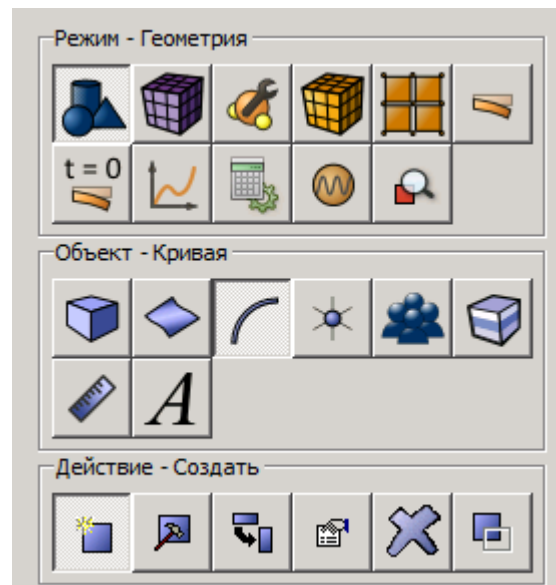 Режим - Геометрия
t = 0
Объект - Кривая
A
Действие - Создать